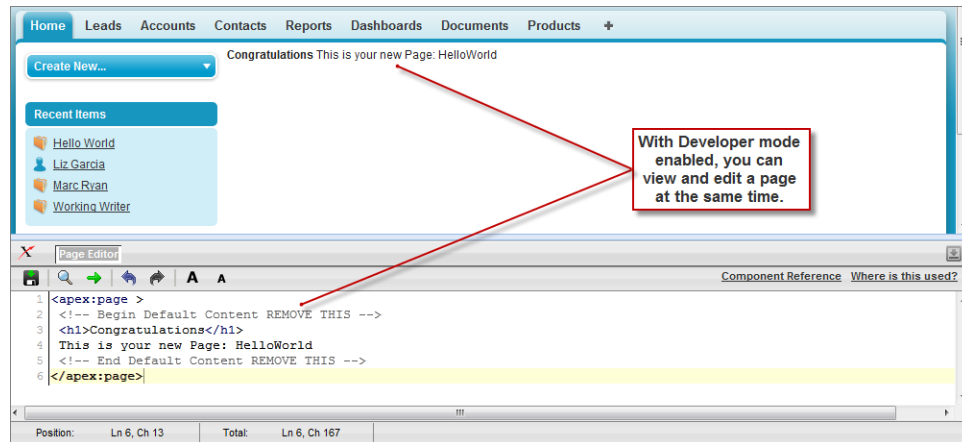 Home Leads Accounts Contacts Reports Dashboards Documents Products +
Create New...
Congratulations This is your new Page: HelloWorld
Recent Items
Hello World
Liz Garcia
Marc Ryan
Working Writer
With Developer mode
enabled, you can
view and edit a page
at the same time.
Page Editor
A A
Component Reference Where is this used?
1 <apex:page >
2 <!-- Begin Default Content REMOVE THIS -->
3 <h1>Congratulations</h1>
4 This is your new Page: HelloWorld
5 <!-- End Default Content REMOVE THIS -->
6 </apex:page>
Position: Ln 6, Ch 13 Total: Ln 6, Ch 167